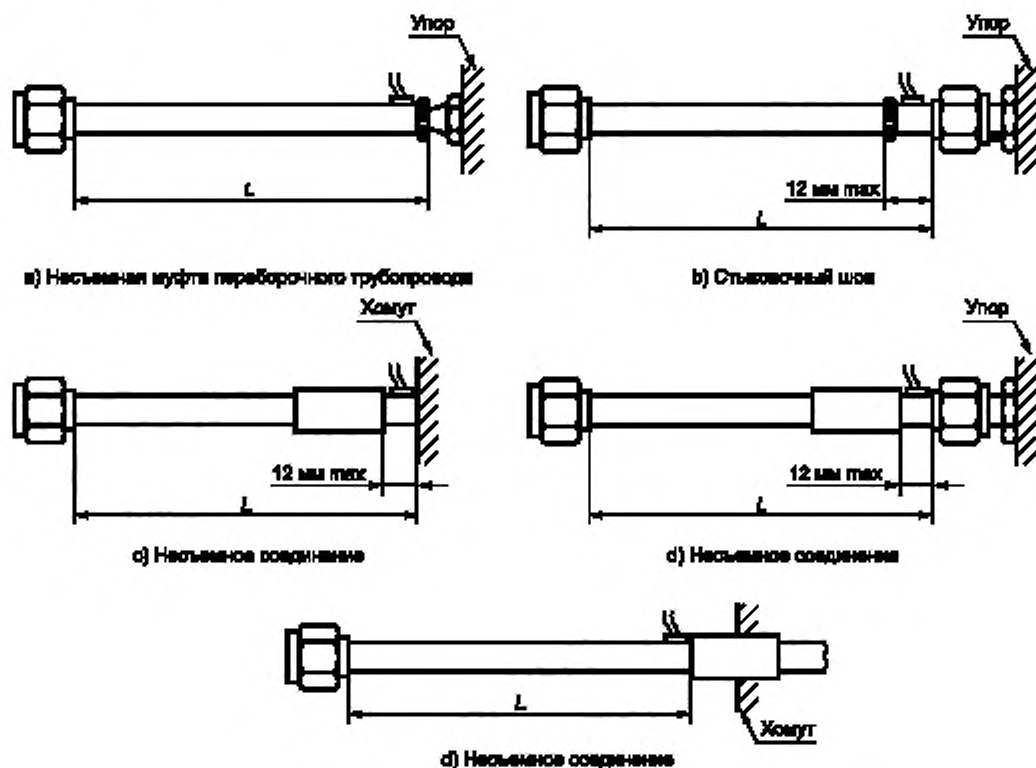 Упор
Упор
L
12 мм max
L
a) Несъемная муфта переборочного трубопровода
b) Стыковочный шов
Хомут
Упор
12 мм max
12 мм max
L
L
c) Несъемное соединение
d) Несъемное соединение
L
Хомут
d) Несъемное соединение